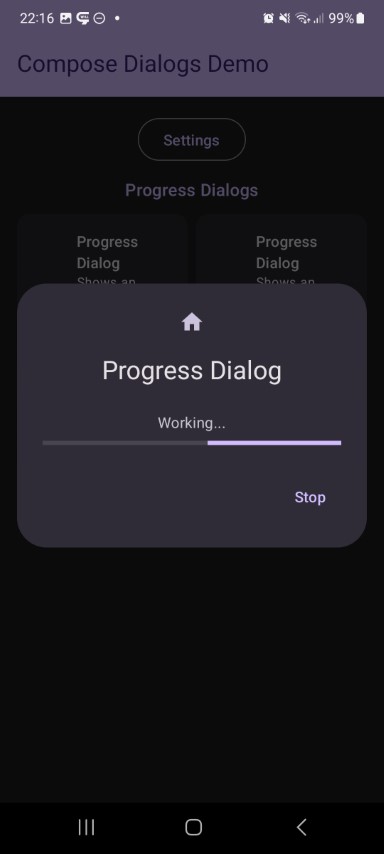 22:16
99%
Compose Dialogs Demo
Settings
Progress Dialogs
Progress
Dialog
Shows an
Progress
Dialog
Shows an
Progress Dialog
Working...
Stop